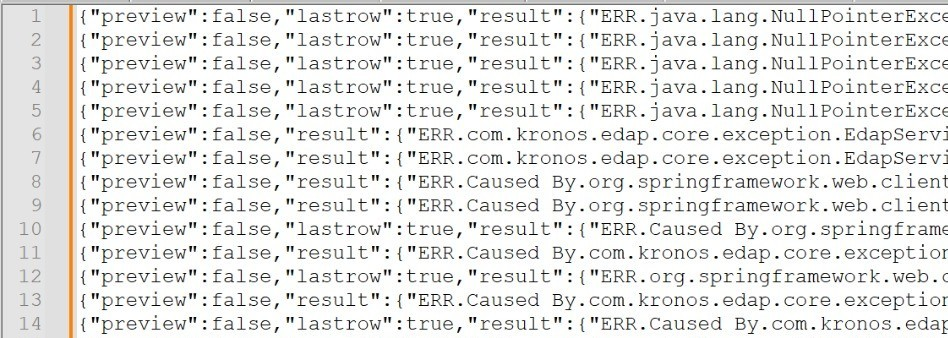 1 {"preview":false,"lastrow":true,"result":{"ERR.java.lang.NullPointerExce
2 {"preview":false,"lastrow":true,"result":{"ERR.java.lang.NullPointerExce
3 {"preview":false,"lastrow":true,"result":{"ERR.java.lang.NullPointerExce
4 {"preview":false,"lastrow":true,"result":{"ERR.java.lang.NullPointerExce
5 {"preview":false,"lastrow":true,"result":{"ERR.java.lang.NullPointerExce
6 {"preview":false,"result":{"ERR.com.kronos.edap.core.exception.EdapServi
7 {"preview":false,"result":{"ERR.com.kronos.edap.core.exception.EdapServi
8 {"preview":false,"result":{"ERR.Caused By.org.springframework.web.client
9 {"preview":false,"result":{"ERR.Caused By.org.springframework.web.client
10 {"preview":false,"lastrow":true,"result":{"ERR.Caused By.org.springframe
11 {"preview":false,"result":{"ERR.Caused By.com.kronos.edap.core.exception
12 {"preview":false,"lastrow":true,"result":{"ERR.org.springframework.web.c
13 {"preview":false,"result":{"ERR.Caused By.com.kronos.edap.core.exception
14 {"preview":false,"lastrow":true,"result":{"ERR.Caused By.com.kronos.edap